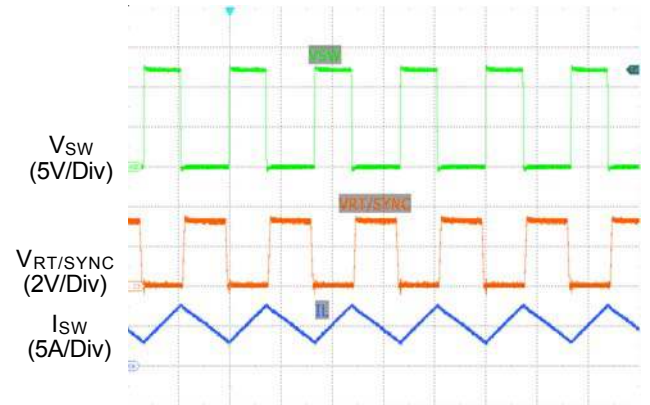 VSW
VSW
(5V/Div)
VRT/SYNC
VRT/SYNC
(2V/Div)
IL
ISW
(5A/Div)